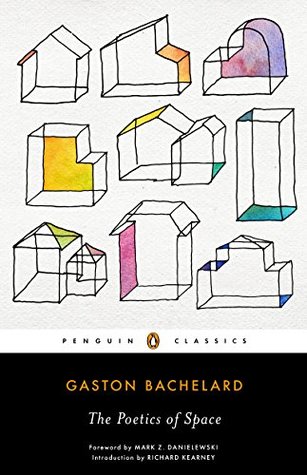 PENGUIN CLASSICS
GASTON BACHELARD
The Poetics of Space
Foreword by MARK Z. DANIELEWSKI
Introduction by RICHARD KEARNEY